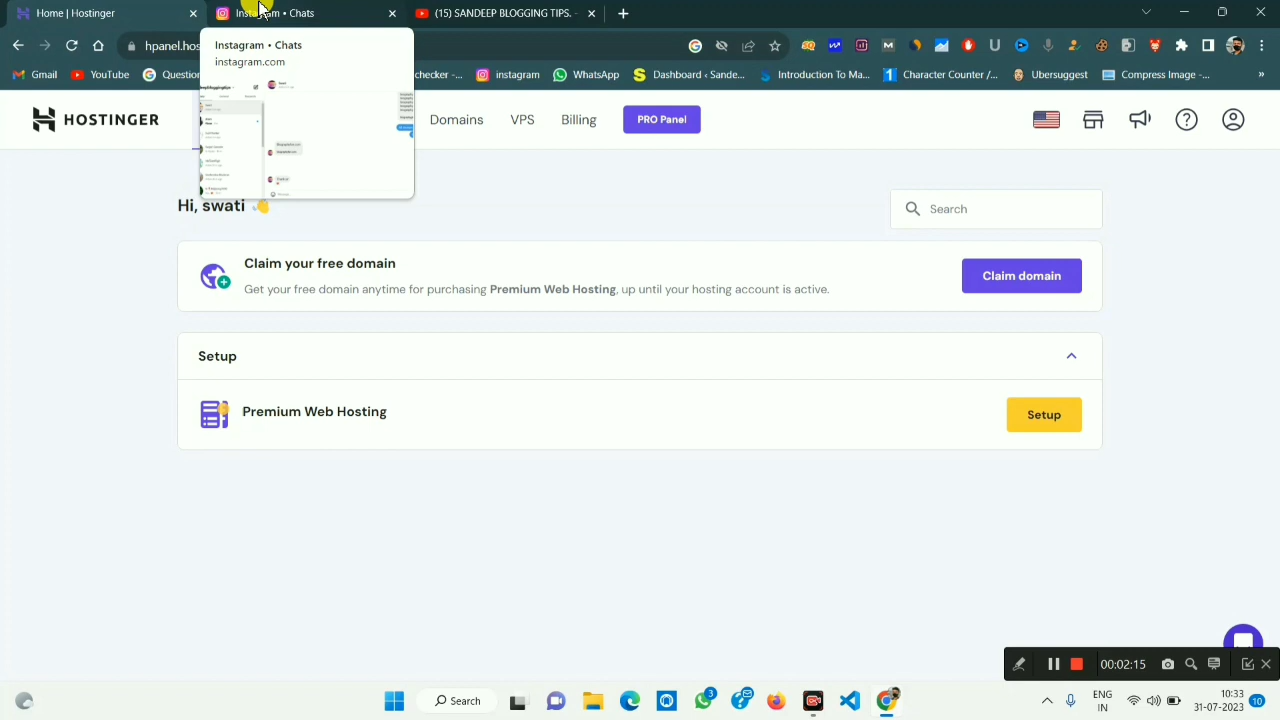 Home | Hostinger
Instagram • Chats
(15) SANDEEP BLOGGING TIPS. -
hpanel.hos
Instagram • Chats
instagram.com
Gmail
YouTube
Question
checker -...
Instagram
WhatsApp
Dashboard
Introduction To Ma...
Character Counter
Ubersuggest
HOSTINGER
Domains
VPS
Billing
PRO Panel
Hi, swati
Search
Claim your free domain
Get your free domain anytime for purchasing Premium Web Hosting, up until your hosting account is active.
Claim domain
Setup
Premium Web Hosting
Setup
00:02:15
Search
3
ENG
IN
10:33
31-07-2023
10